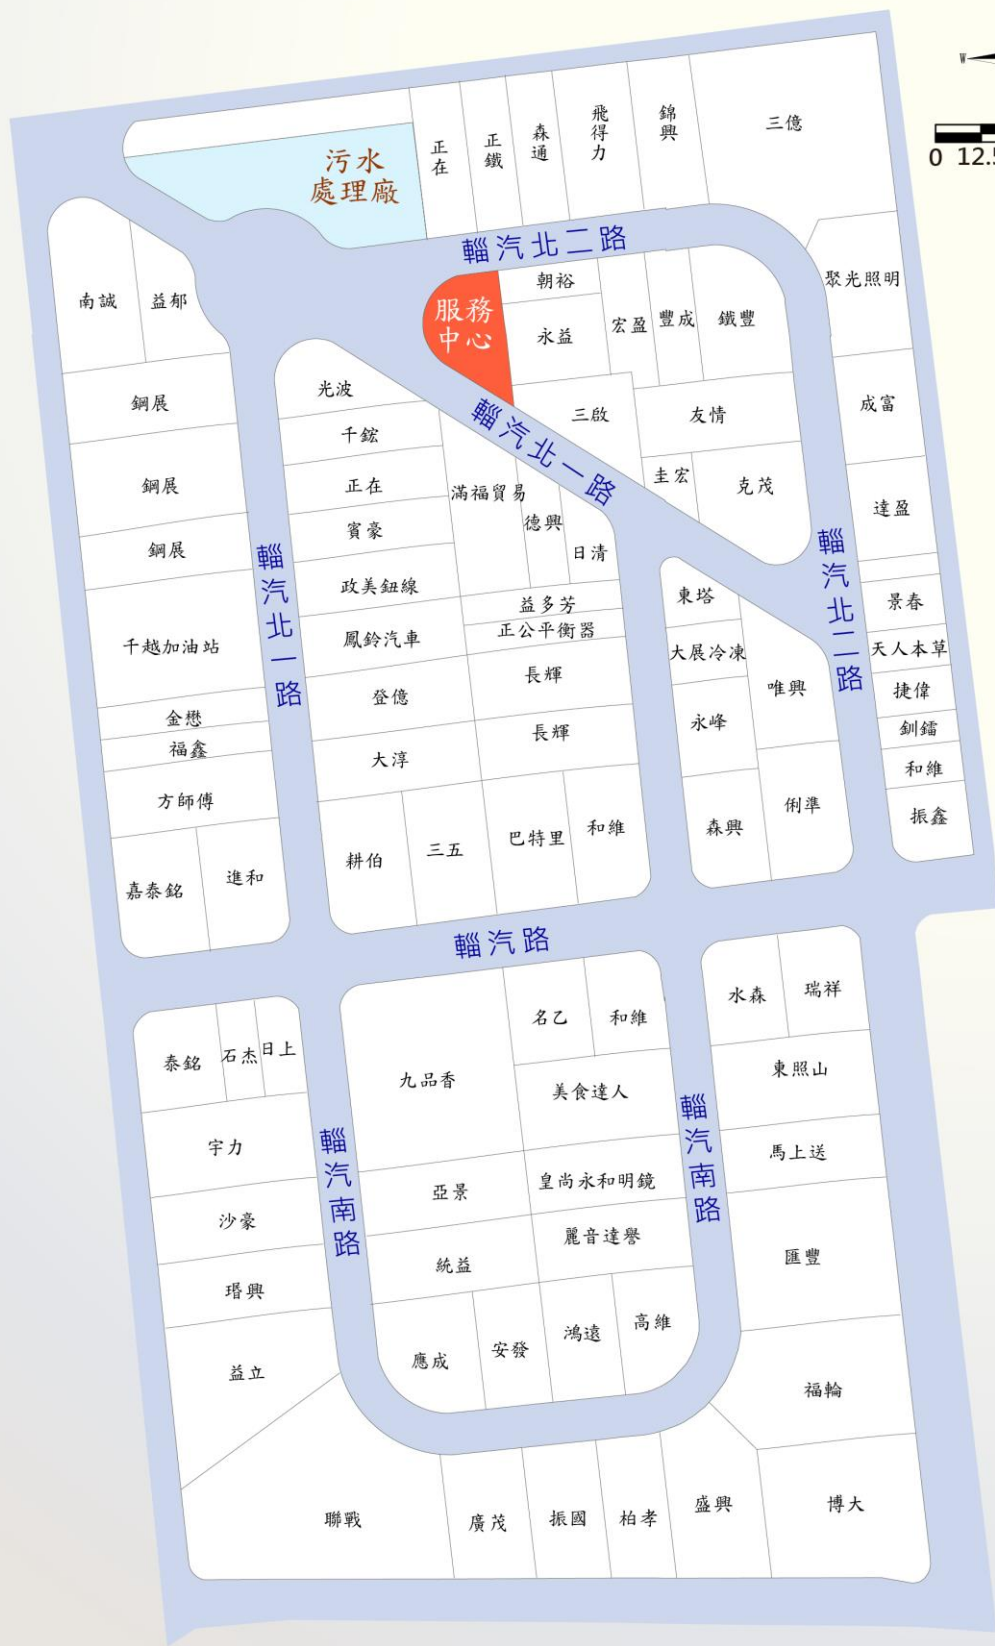 W
0 12.5
三億
錦興
飛得力
森通
正鐵
正在
污水
處理廠
輜汽北二路
聚光照明
南誠
益郁
服務
中心
朝裕
永益
宏盈
豐成
鐵豐
鋼展
光波
千鋐
輜汽北一路
三啟
友情
成富
鋼展
正在
滿福貿易
德興
日清
圭宏
克茂
達盈
鋼展
賓豪
輜汽北一路
政美鈕線
益多芳
東塔
輜汽北二路
景春
千越加油站
鳳鈴汽車
正公平衡器
大展冷凍
天人本草
登億
長輝
唯興
捷偉
金懋
福鑫
大淳
長輝
永峰
釧鐳
和維
方師傅
耕伯
三五
巴特里
和維
森興
俐準
振鑫
嘉泰銘
進和
輜汽路
泰銘
石杰
日上
九品香
名乙
和維
水森
瑞祥
美食達人
東照山
宇力
輜汽南路
亞景
皇尚永和明鏡
輜汽南路
馬上送
沙豪
統益
麗音達譽
匯豐
瑨興
益立
應成
安發
鴻遠
高維
福輪
聯戰
廣茂
振國
柏孝
盛興
博大